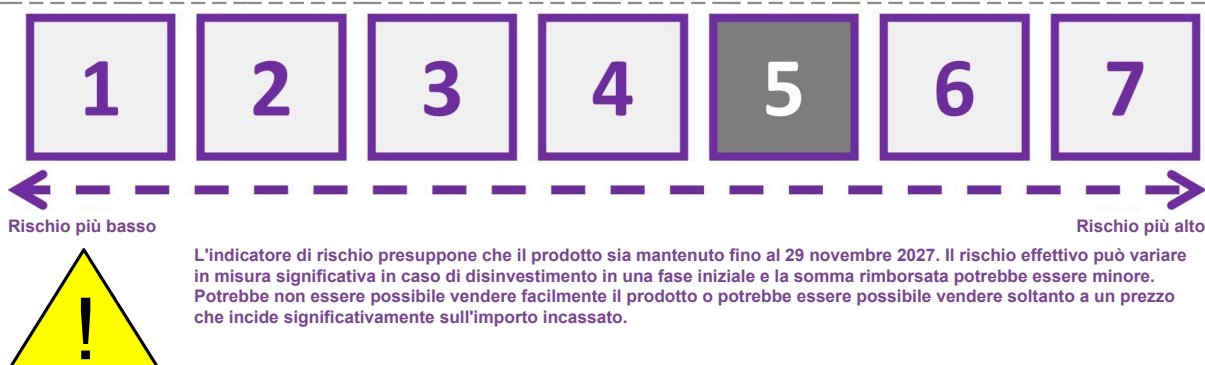 1 2 3 4 5 6 7
Rischio più basso Rischio più alto
L'indicatore di rischio presuppone che il prodotto sia mantenuto fino al 29 novembre 2027. Il rischio effettivo può variare
in misura significativa in caso di disinvestimento in una fase iniziale e la somma rimborsata potrebbe essere minore.
Potrebbe non essere possibile vendere facilmente il prodotto o potrebbe essere possibile vendere soltanto a un prezzo
che incide significativamente sull'importo incassato.
!